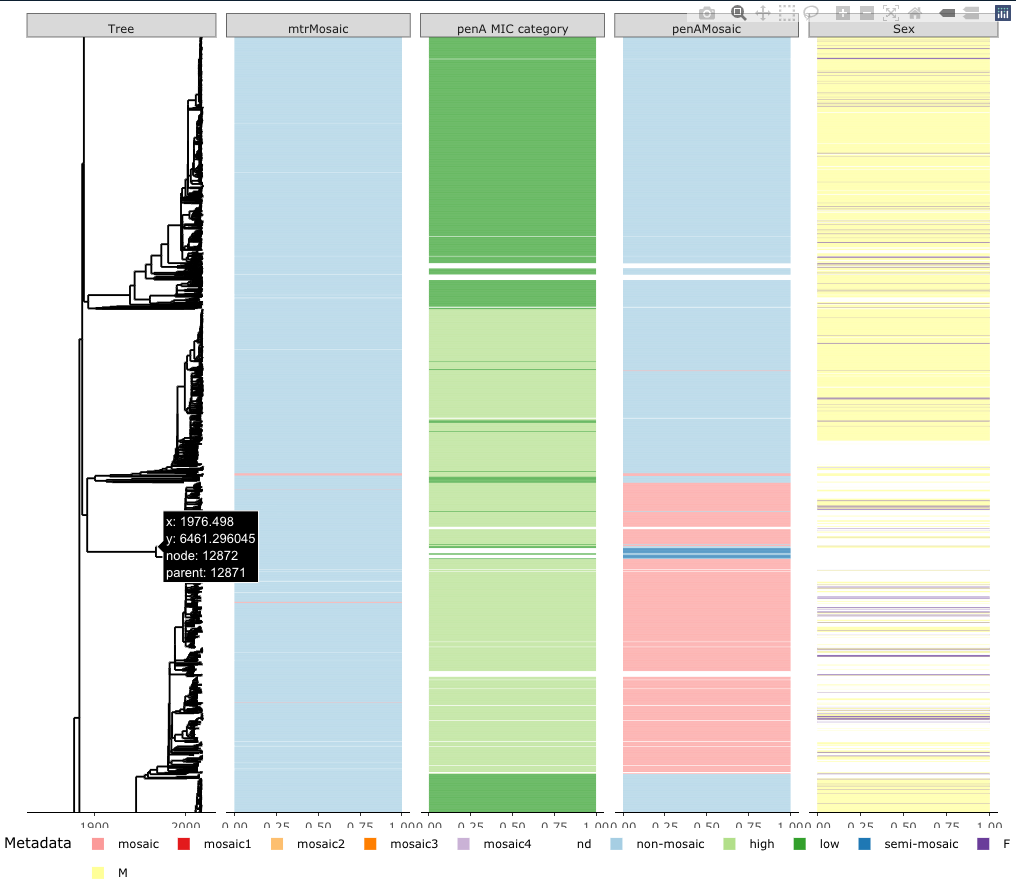 Tree mtrMosaic penA MIC category penAMosaic Sex
x: 1976.498
y: 6461.296045
node: 12872
parent: 12871
1900 2000 0.00 0.25 0.50 0.75 1.00 0.00 0.25 0.50 0.75 1.00 0.00 0.25 0.50 0.75 1.00 0.00 0.25 0.50 0.75 1.00
Metadata mosaic mosaic1 mosaic2 mosaic3 mosaic4 nd non-mosaic high low semi-mosaic F
M